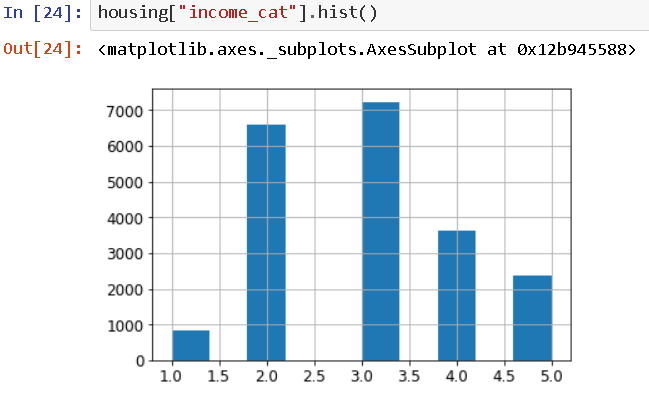 In [24]: housing["income_cat"].hist()
Out[24]: <matplotlib.axes._subplots.AxesSubplot at 0x12b945588>
7000
6000
5000
4000
3000
2000
1000
0
1.0 1.5 2.0 2.5 3.0 3.5 4.0 4.5 5.0